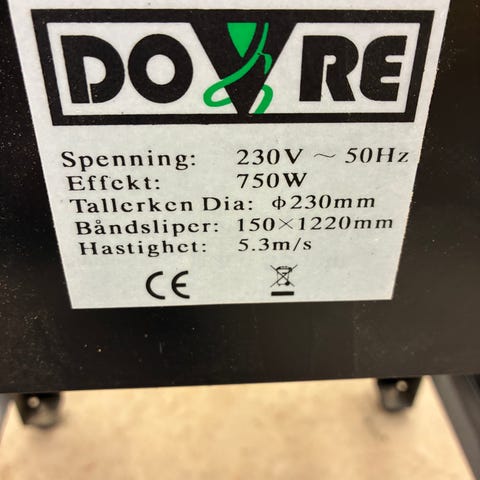 DOVRE
Spenning: 230V ~ 50Hz
Effekt: 750W
Tallerken Dia: ϕ230mm
Båndsliper: 150×1220mm
Hastighet: 5.3m/s
CE